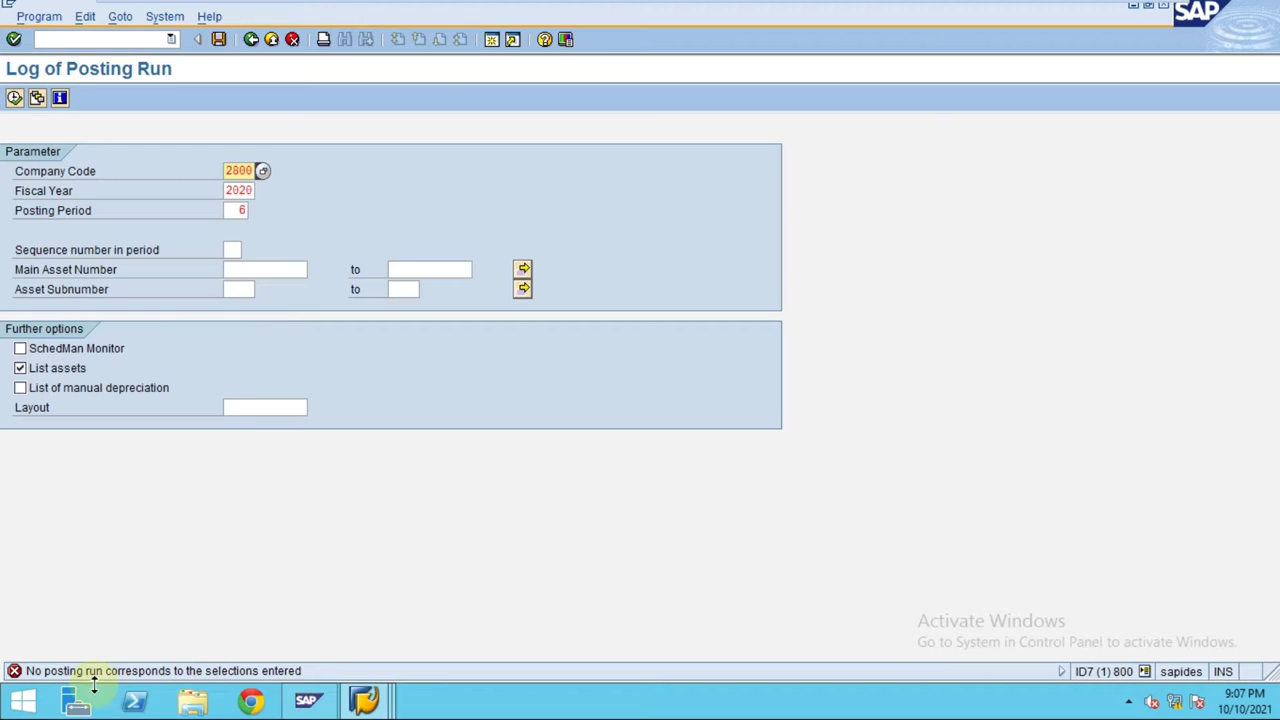 Program Edit Goto System Help
SAP
Log of Posting Run
Parameter
Company Code 2800
Fiscal Year 2020
Posting Period 6
Sequence number in period
Main Asset Number to
Asset Subnumber to
Further options
SchedMan Monitor
List assets
List of manual depreciation
Layout
Activate Windows
Go to System in Control Panel to activate Windows.
No posting run corresponds to the selections entered ID7 (1) 800 sapides INS
SAP
9:07 PM
10/10/2021